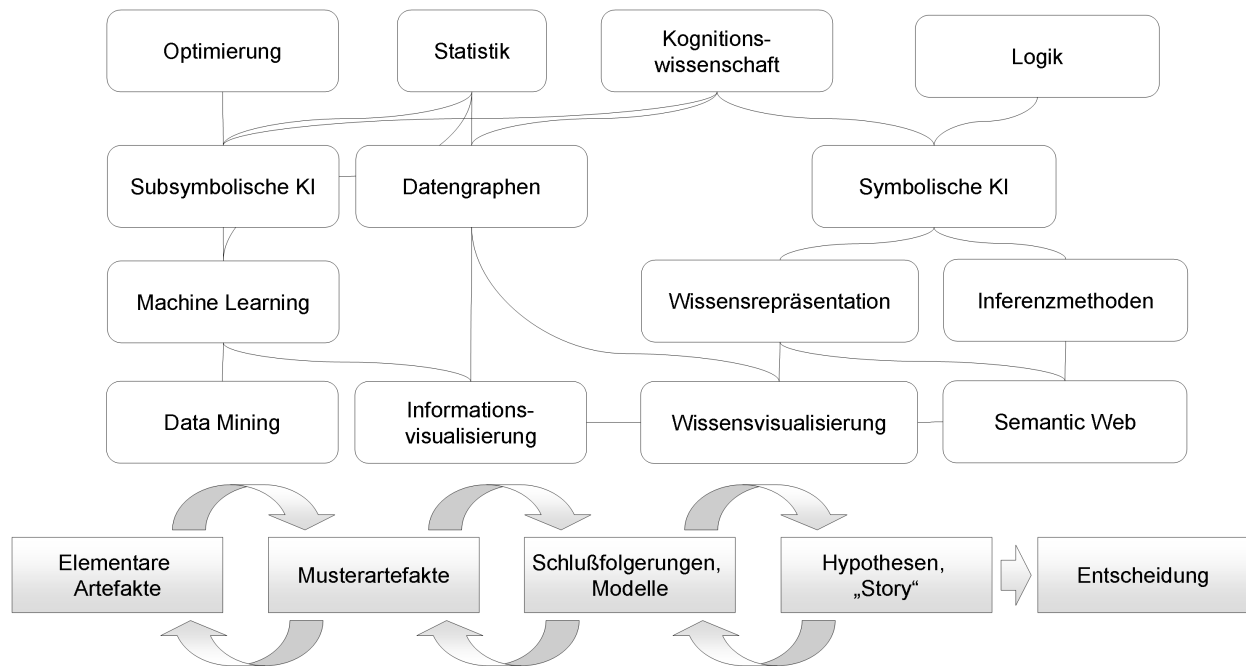 Optimierung
Statistik
Kognitions-
wissenschaft
Logik
Subsymbolische KI
Datengraphen
Symbolische KI
Machine Learning
Wissensrepräsentation
Inferenzmethoden
Data Mining
Informations-
visualisierung
Wissensvisualisierung
Semantic Web
Elementare
Artefakte
Musterartefakte
Schlußfolgerungen,
Modelle
Hypothesen,
„Story“
Entscheidung